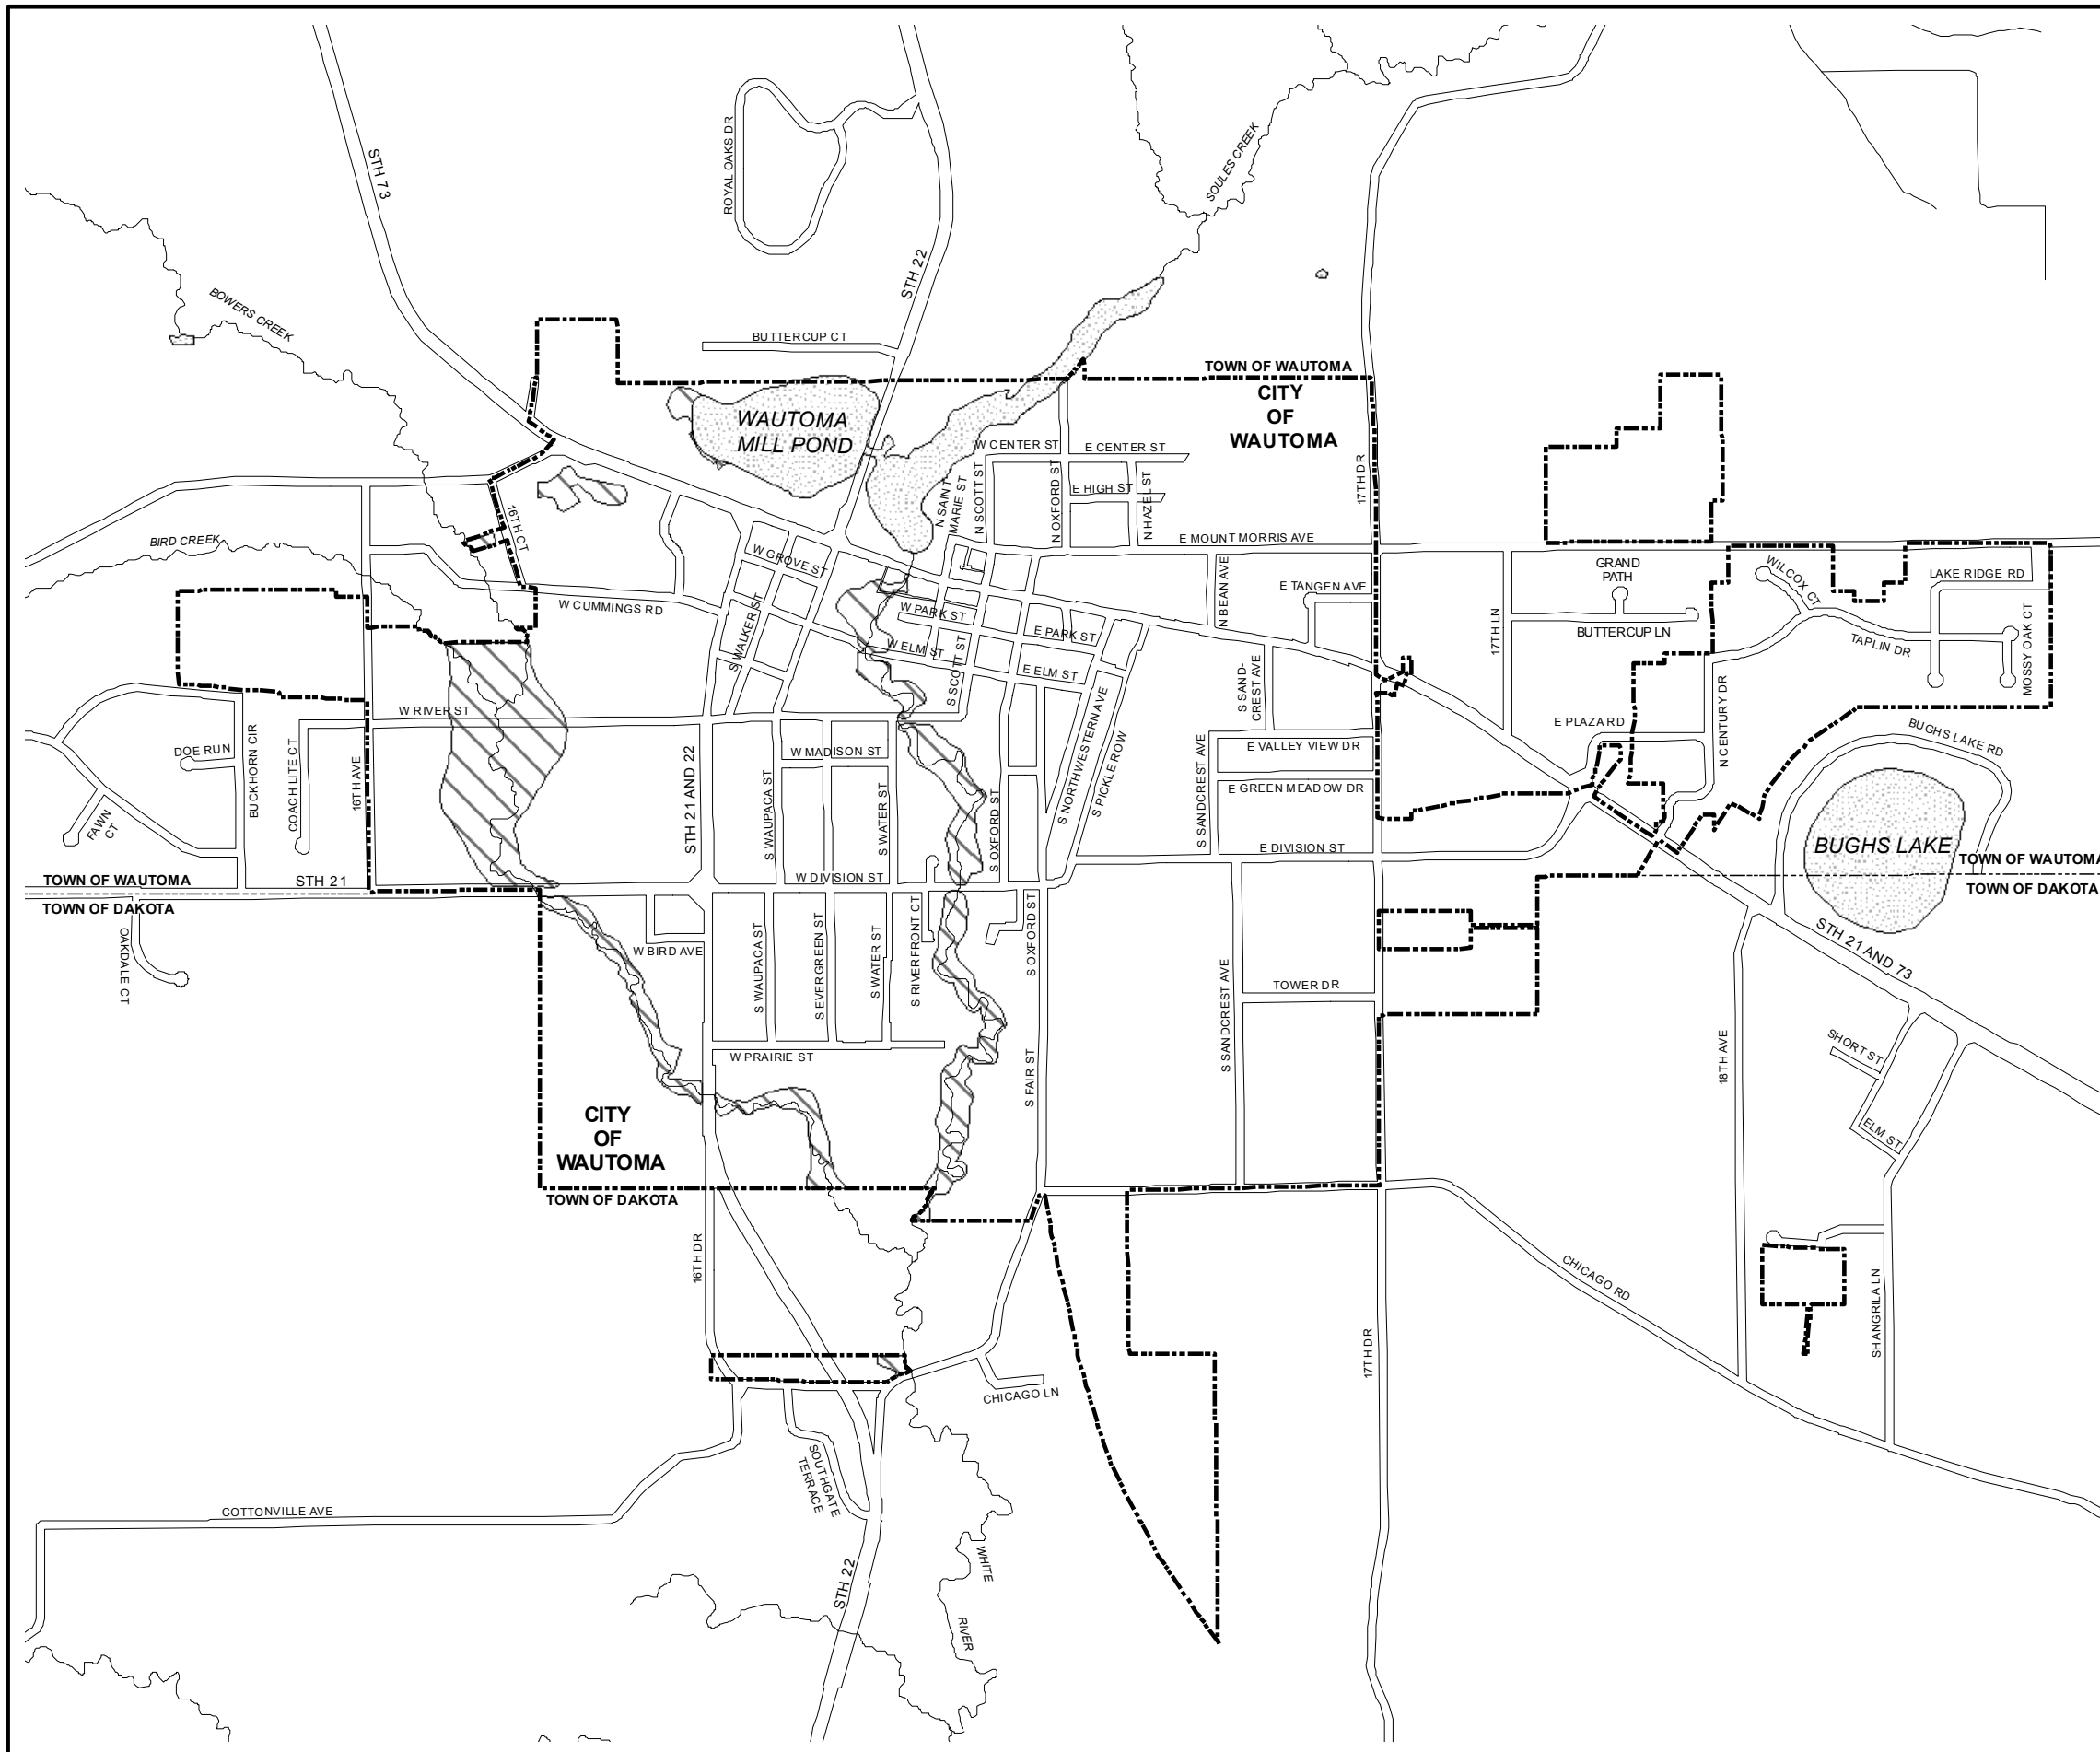 STH 73
ROYAL OAKS DR
SOULES CREEK
STH 22
BOWERS CREEK
BUTTERCUP CT
TOWN OF WAUTOMA
CITY
OF
WAUTOMA
WAUTOMA
MILL POND
W CENTER ST
E CENTER ST
N SAINT
MARIE ST
N SCOTT ST
N OXFORD ST
E HIGH ST
N HAZEL ST
17TH DR
16TH CT
BIRD CREEK
E MOUNT MORRIS AVE
W GROVE ST
GRAND
PATH
WILCOX CT
LAKE RIDGE RD
E TANGEN AVE
N BEAN AVE
W CUMMINGS RD
W PARK ST
E PARK ST
BUTTERCUP LN
17TH LN
TAPLIN DR
MOSSY OAK CT
S WALKER ST
W ELM ST
S SCOTT ST
E ELM ST
S SAND-
CREST AVE
N CENTURY DR
W RIVER ST
E PLAZA RD
BUGHS LAKE RD
DOE RUN
BUCKHORN CIR
COACH LITE CT
16TH AVE
W MADISON ST
S NORTHWESTERN AVE
S PICKLE ROW
E VALLEY VIEW DR
S SANDCREST AVE
E GREEN MEADOW DR
FAWN
CT
STH 21 AND 22
S WAUPACA ST
S WATER ST
S OXFORD ST
E DIVISION ST
BUGHS LAKE
TOWN OF WAUTOMA
STH 21
W DIVISION ST
TOWN OF WAUTOMA
TOWN OF DAKOTA
TOWN OF DAKOTA
OAKDALE CT
W BIRD AVE
S WAUPACA ST
S EVERGREEN ST
S WATER ST
S RIVERFRONT CT
S OXFORD ST
STH 21 AND 73
TOWER DR
S SANDCREST AVE
W PRAIRIE ST
S FAIR ST
18TH AVE
SHORT ST
ELM ST
CITY
OF
WAUTOMA
TOWN OF DAKOTA
16TH DR
CHICAGO RD
SHANGRILA LN
17TH DR
CHICAGO LN
SOUTHGATE
TERRACE
COTTONVILLE AVE
STH 22
WHITE
RIVER